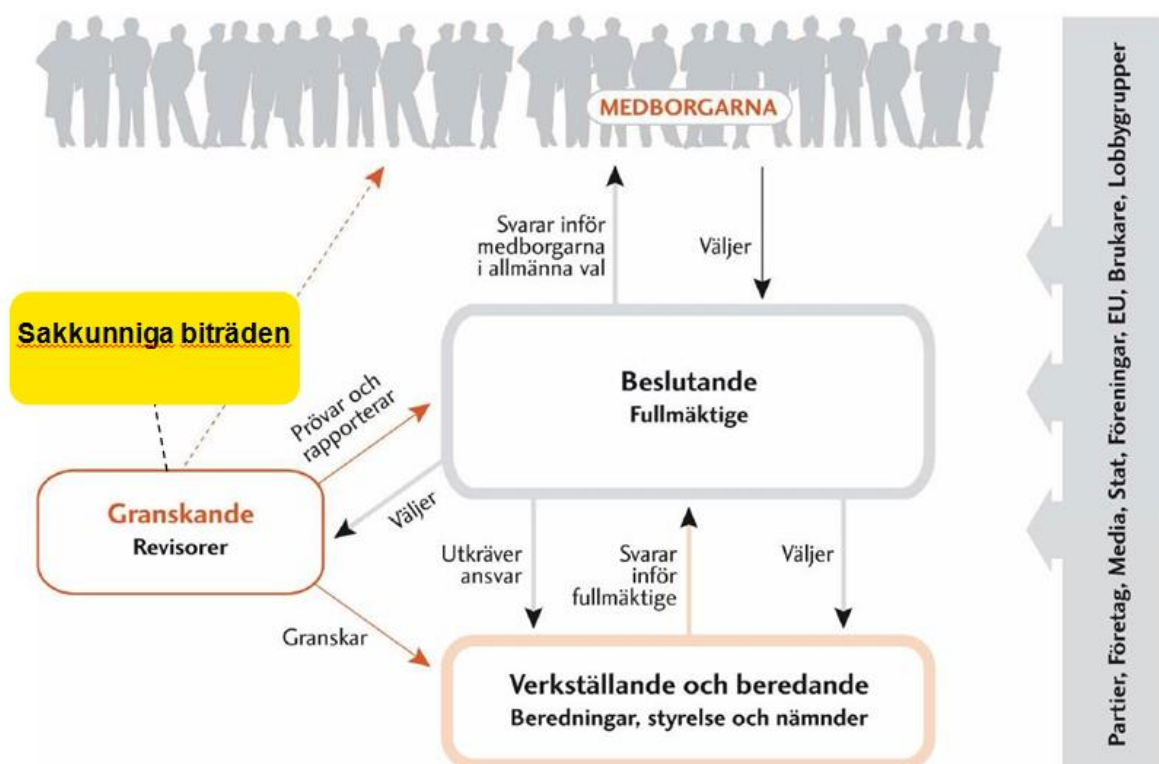 MEDBORGARNA
Svarar inför
medborgarna
i allmänna val
Väljer
Sakkunniga biträden
Prövar och
rapporterar
Beslutande
Fullmäktige
Väljer
Granskande
Revisorer
Utkräver
ansvar
Svarar
inför
fullmäktige
Väljer
Granskar
Verkställande och beredande
Beredningar, styrelse och nämnder
Partier, Företag, Media, Stat, Föreningar, EU, Brukare, Lobbygrupper